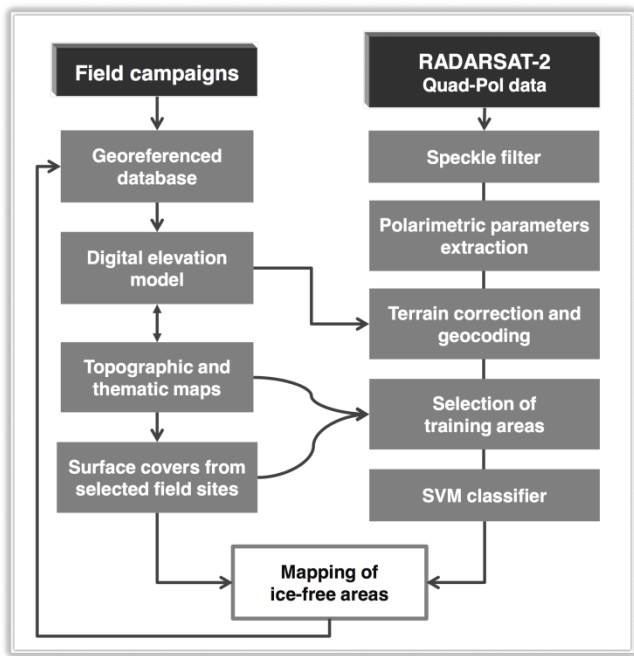 Field campaigns
Georeferenced
database
Digital elevation
model
Topographic and
thematic maps
Surface covers from
selected field sites
RADARSAT-2
Quad-Pol data
Speckle filter
Polarimetric parameters
extraction
Terrain correction and
geocoding
Selection of
training areas
SVM classifier
Mapping of
ice-free areas